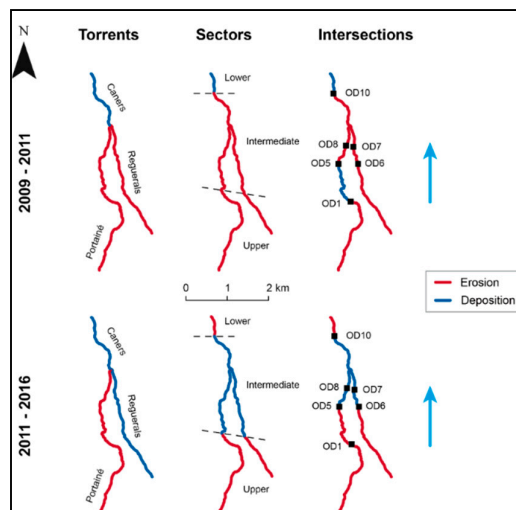 N
Torrents
Sectors
Intersections
2009 - 2011
Caners
Reguerals
Portainé
Lower
Intermediate
Upper
OD10
OD8
OD7
OD5
OD6
OD1
0 1 2 km
Erosion
Deposition
2011 - 2016
Caners
Reguerals
Portainé
Lower
Intermediate
Upper
OD10
OD8
OD7
OD5
OD6
OD1